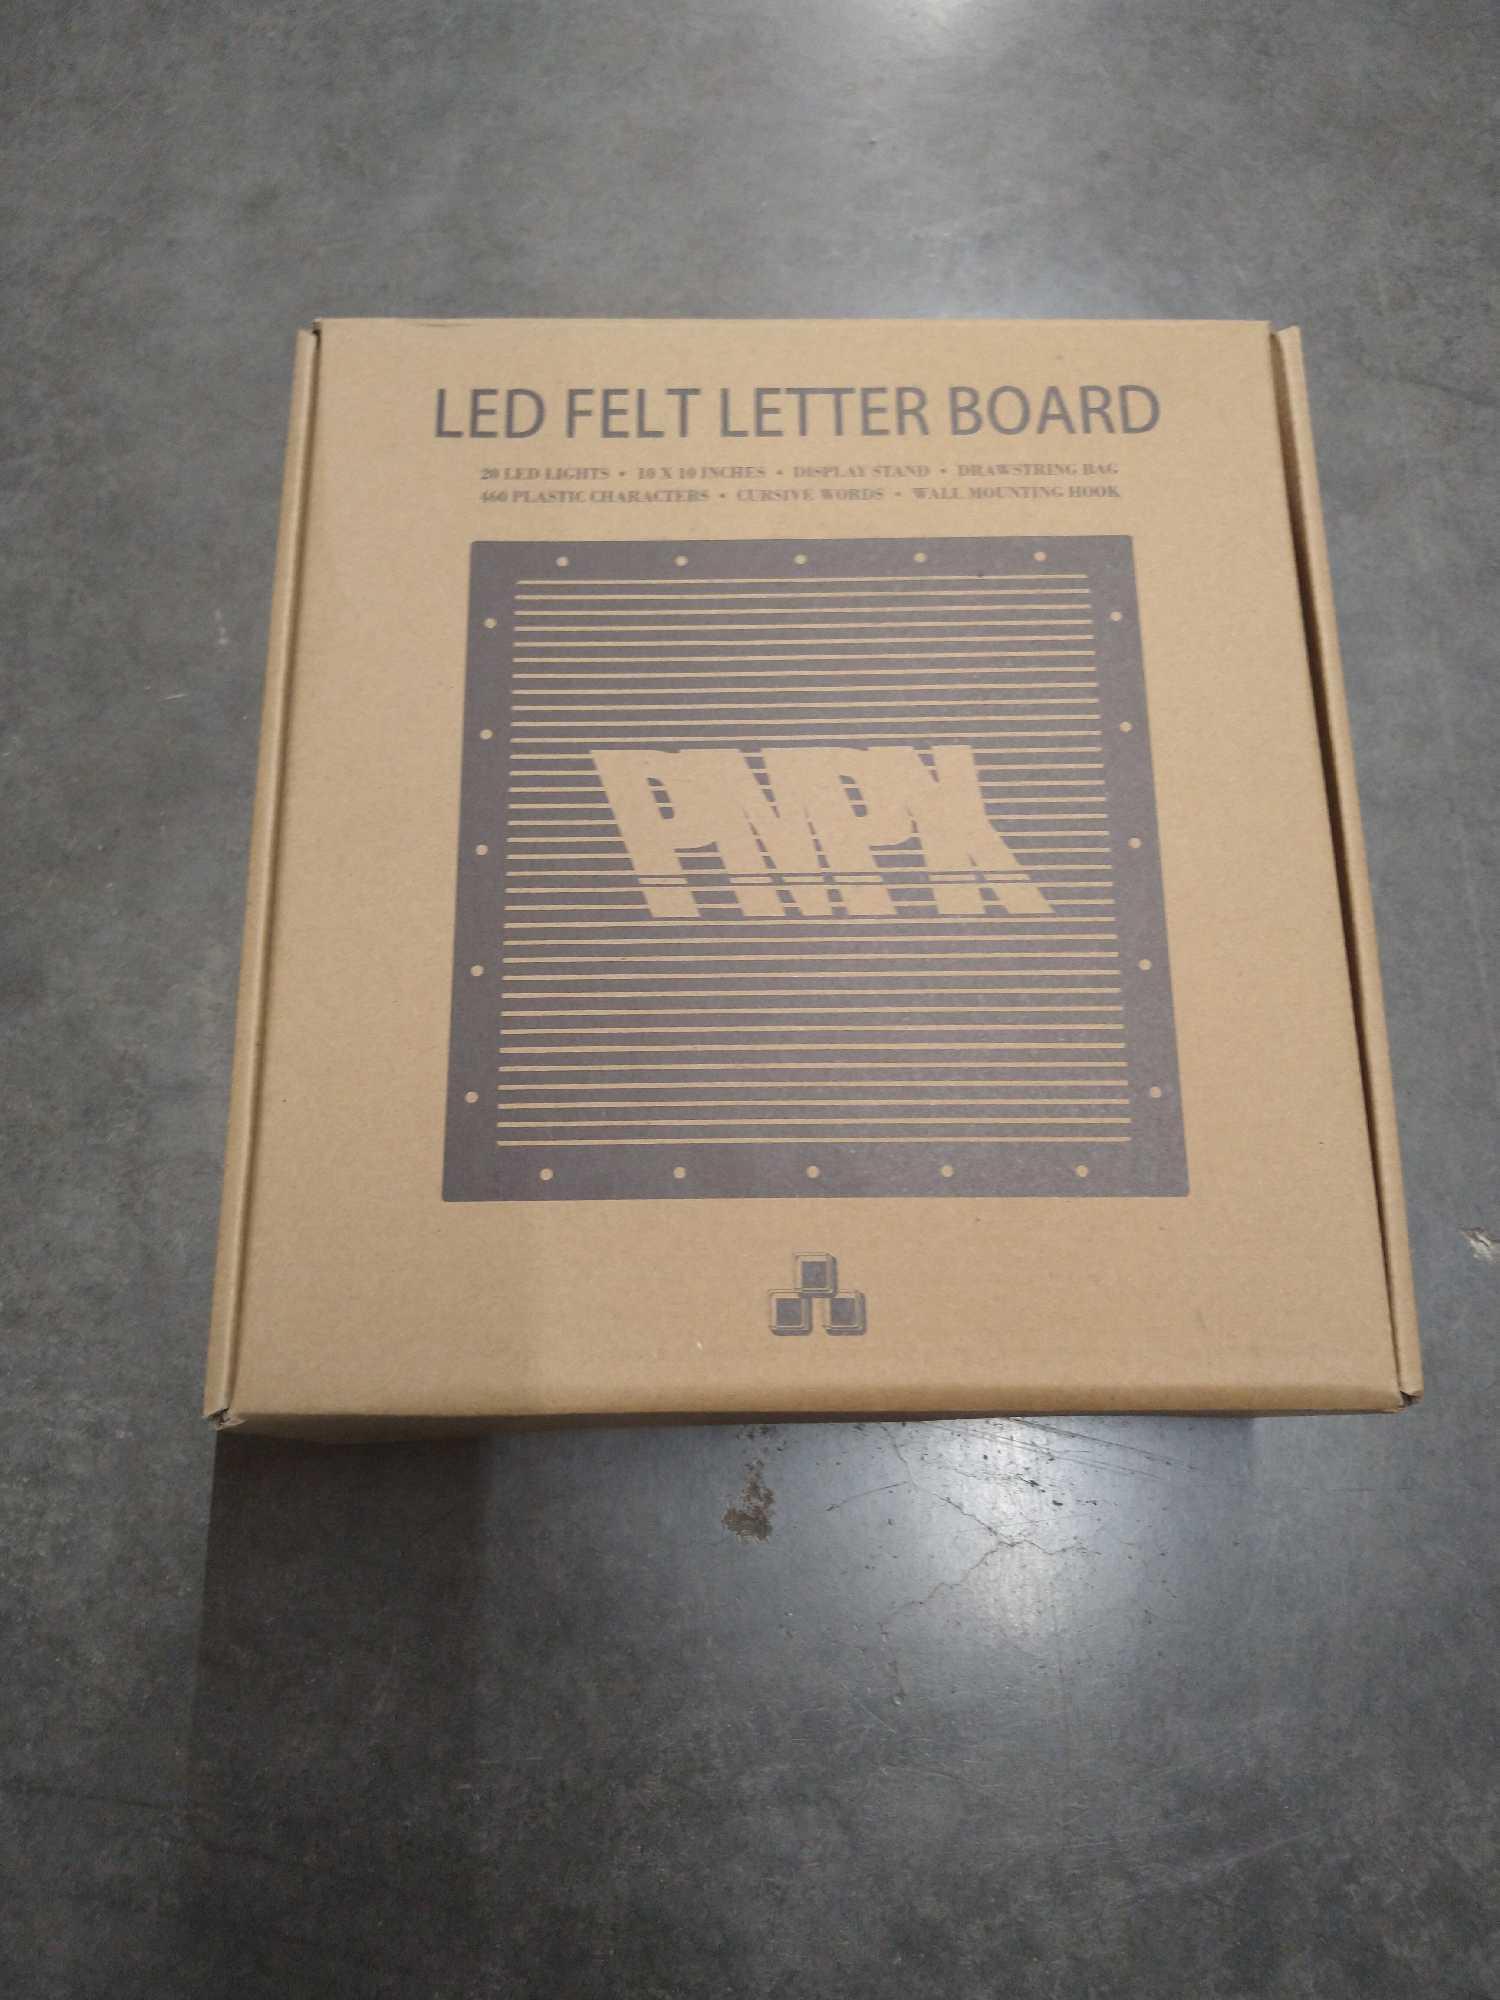 LED FELT LETTER BOARD
20 LED LIGHTS • 10 X 10 INCHES • DISPLAY STAND • DRAWSTRING BAG
460 PLASTIC CHARACTERS • CURSIVE WORDS • WALL MOUNTING HOOK
PNPK